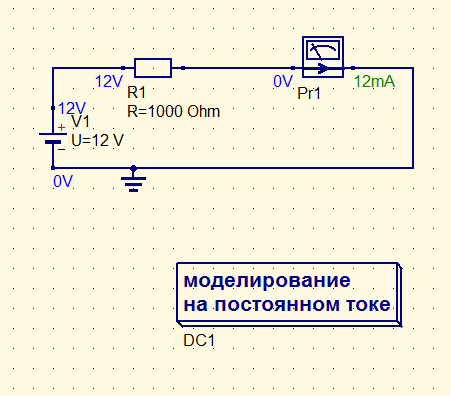 12V
R1
R=1000 Ohm
0V
Pr1
12mA
12V
V1
+
U=12 V
−
0V
моделирование
на постоянном токе
DC1